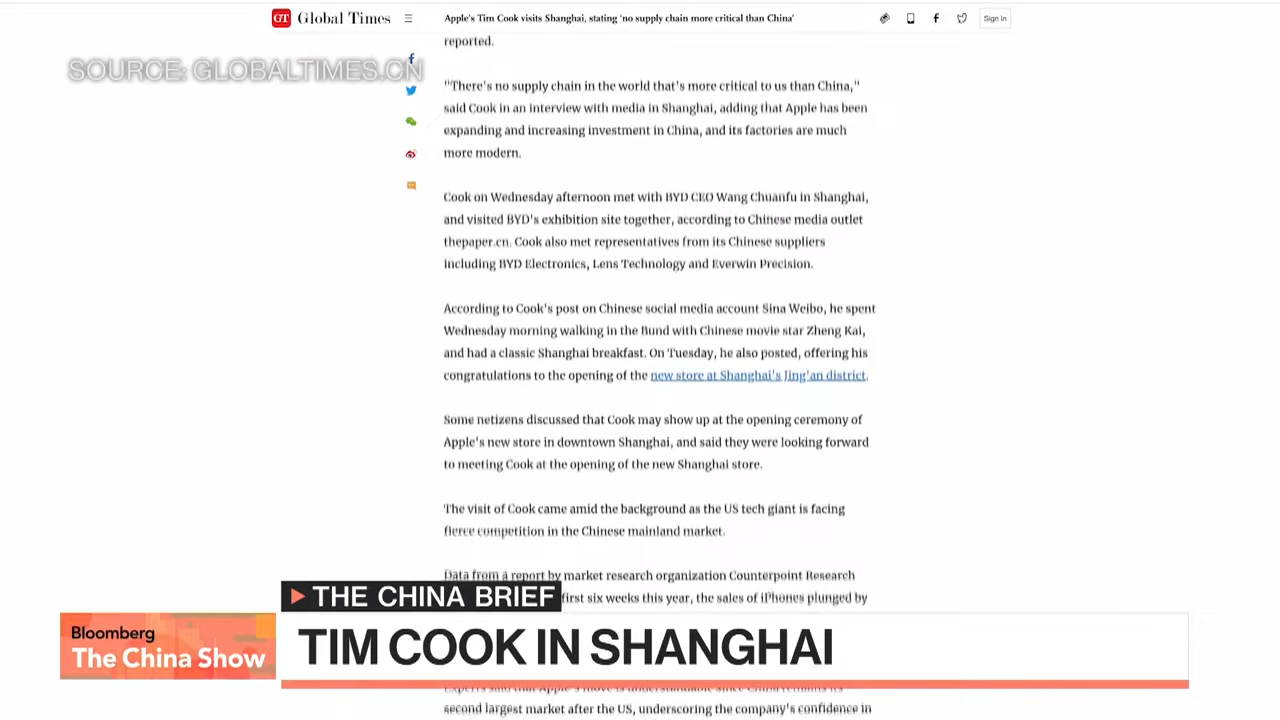 GT Global Times
Apple's Tim Cook visits Shanghai, stating 'no supply chain more critical than China'
Sign in
SOURCE: GLOBALTIMES.CN
reported.
"There's no supply chain in the world that's more critical to us than China,"
said Cook in an interview with media in Shanghai, adding that Apple has been
expanding and increasing investment in China, and its factories are much
more modern.
Cook on Wednesday afternoon met with BYD CEO Wang Chuanfu in Shanghai,
and visited BYD's exhibition site together, according to Chinese media outlet
thepaper.cn. Cook also met representatives from its Chinese suppliers
including BYD Electronics, Lens Technology and Everwin Precision.
According to Cook's post on Chinese social media account Sina Weibo, he spent
Wednesday morning walking in the Bund with Chinese movie star Zheng Kai,
and had a classic Shanghai breakfast. On Tuesday, he also posted, offering his
congratulations to the opening of the new store at Shanghai's Jing'an district.
Some netizens discussed that Cook may show up at the opening ceremony of
Apple's new store in downtown Shanghai, and said they were looking forward
to meeting Cook at the opening of the new Shanghai store.
The visit of Cook came amid the background as the US tech giant is facing
fierce competition in the Chinese mainland market.
Data from a report by market research organization Counterpoint Research
first six weeks this year, the sales of iPhones plunged by
THE CHINA BRIEF
Bloomberg
The China Show
TIM COOK IN SHANGHAI
Experts said that Apple's move is understandable since China remains its
second largest market after the US, underscoring the company's confidence in